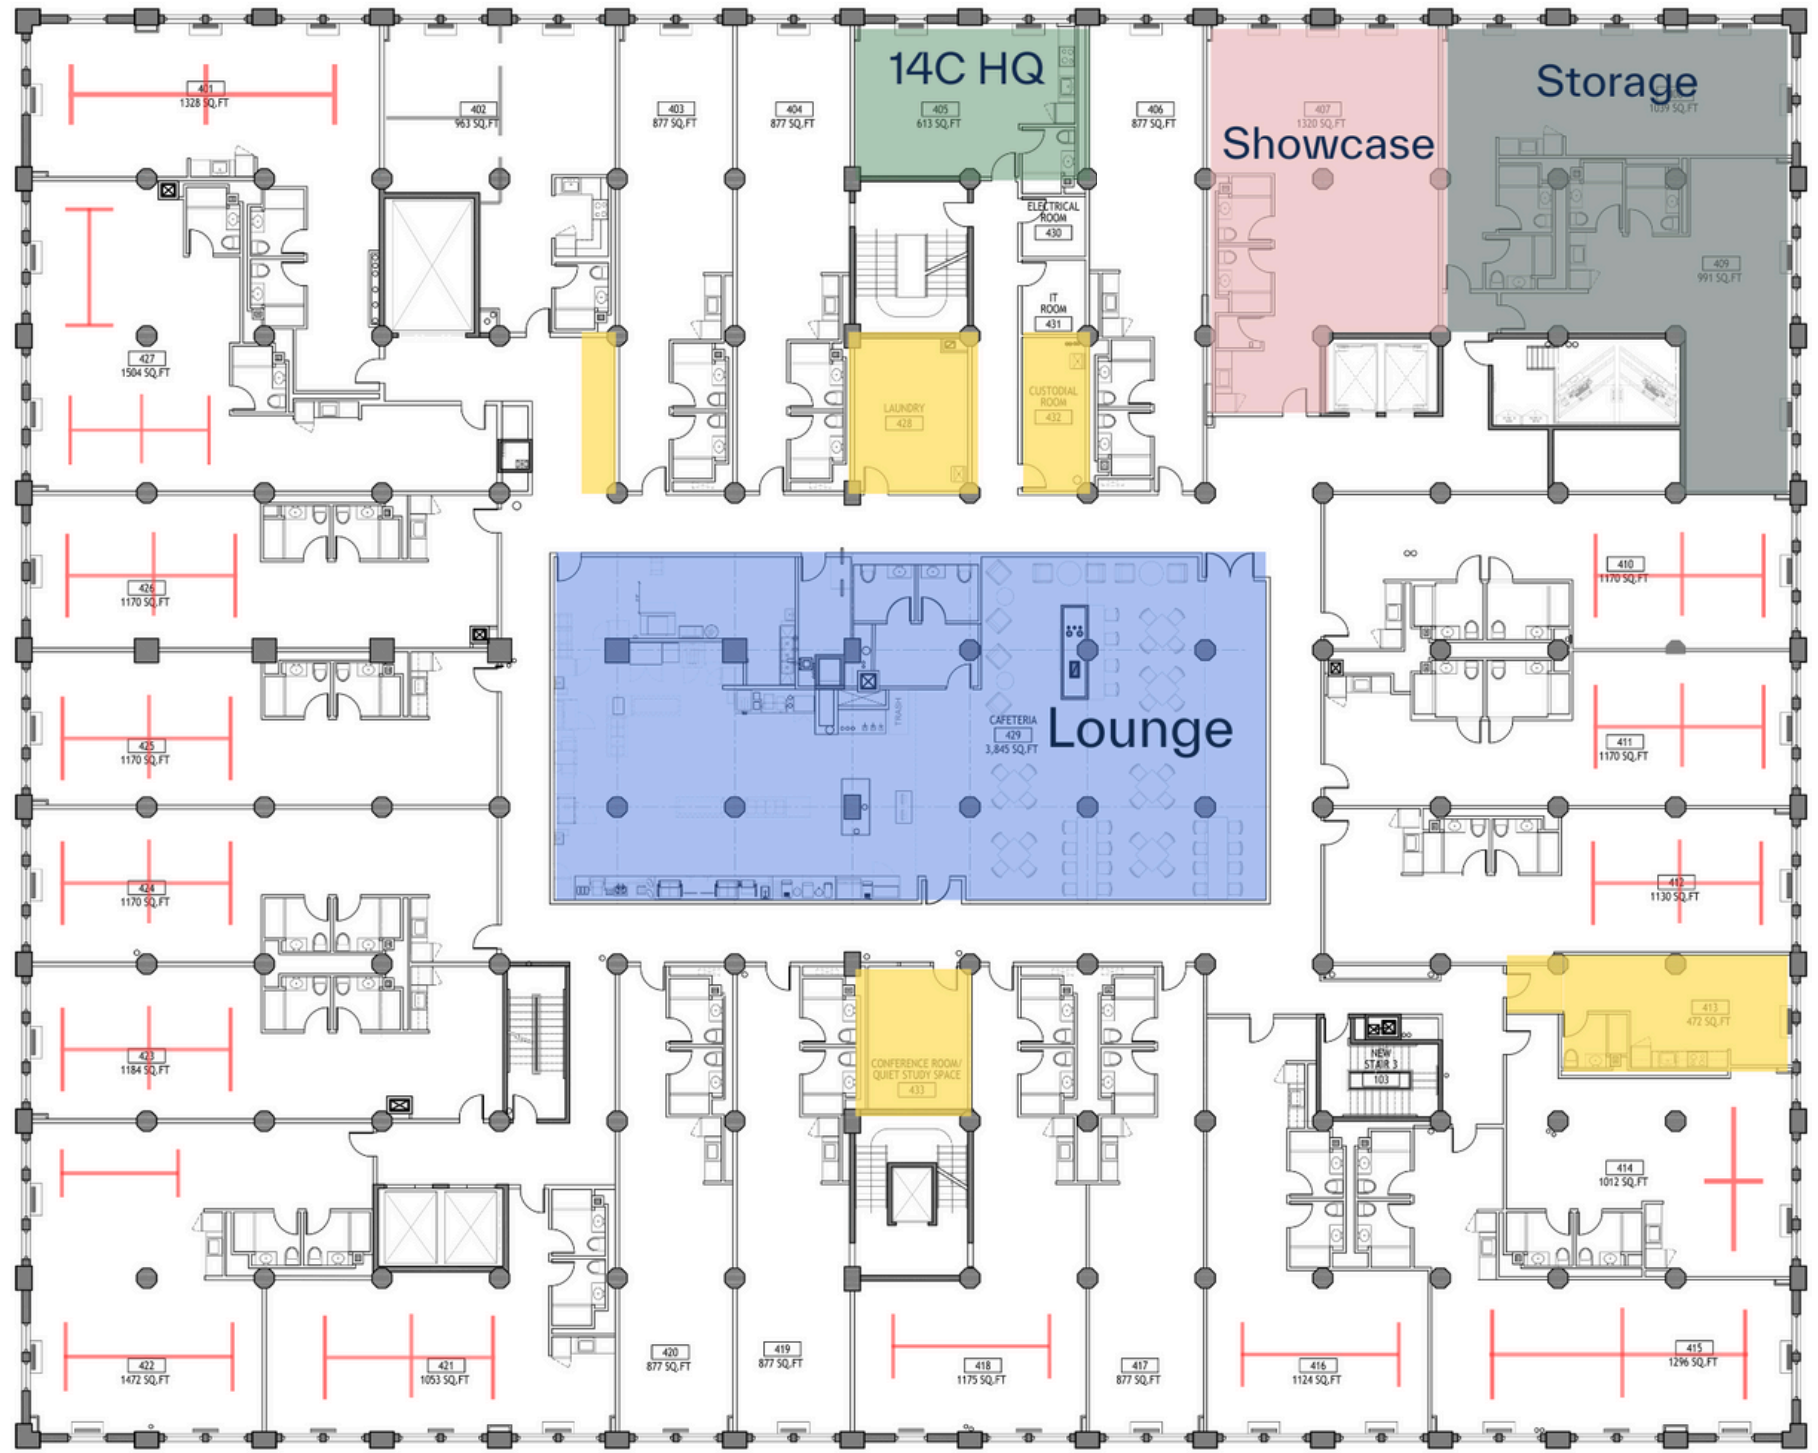 14C HQ
Storage
Showcase
Lounge
401
1328 SQ.FT
402
963 SQ.FT
403
877 SQ.FT
404
877 SQ.FT
405
613 SQ.FT
406
877 SQ.FT
407
1320 SQ.FT
1039 SQ.FT
409
991 SQ.FT
ELECTRICAL
ROOM
430
IT
ROOM
431
427
1504 SQ.FT
LAUNDRY
428
CUSTODIAL
ROOM
432
426
1170 SQ.FT
410
1170 SQ.FT
425
1170 SQ.FT
TRASH
CAFETERIA
429
3,845 SQ.FT
411
1170 SQ.FT
424
1170 SQ.FT
412
1130 SQ.FT
423
1184 SQ.FT
CONFERENCE ROOM/
QUIET STUDY SPACE
433
NEW
STAIR 3
103
413
472 SQ.FT
414
1012 SQ.FT
422
1472 SQ.FT
421
1053 SQ.FT
420
877 SQ.FT
419
877 SQ.FT
418
1175 SQ.FT
417
877 SQ.FT
416
1124 SQ.FT
415
1296 SQ.FT